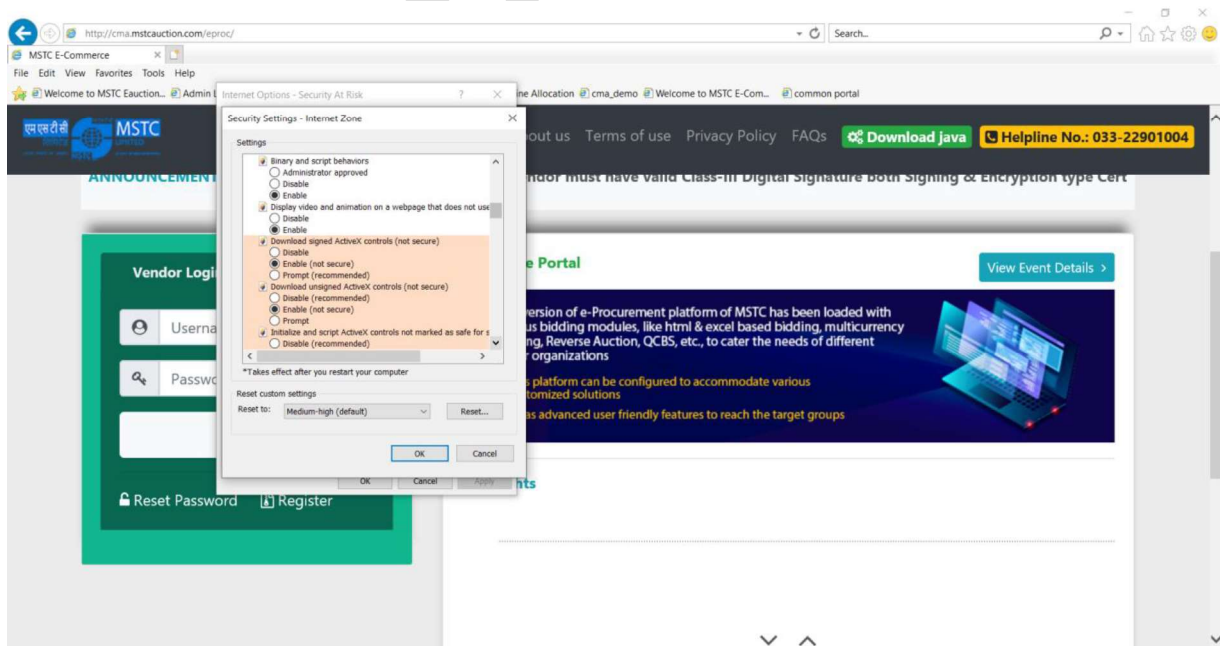 http://cma.mstcauction.com/eproc/
Search...
MSTC E-Commerce
File Edit View Favorites Tools Help
Welcome to MSTC Eauction... Admin L
ine Allocation cma_demo Welcome to MSTC E-Com... common portal
Internet Options - Security At Risk ?
Security Settings - Internet Zone
एम एस टी सी
MSTC
LIMITED
out us Terms of use Privacy Policy FAQs Download java Helpline No.: 033-22901004
ANNOUNCEMENT
ndor must have valid Class-III Digital Signature both Signing & Encryption type Cert
Settings
Binary and script behaviors
Administrator approved
Disable
Enable
Display video and animation on a webpage that does not use
Disable
Enable
Download signed ActiveX controls (not secure)
Disable
Enable (not secure)
Prompt (recommended)
Download unsigned ActiveX controls (not secure)
Disable (recommended)
Enable (not secure)
Prompt
Initialize and script ActiveX controls not marked as safe for s
Disable (recommended)
*Takes effect after you restart your computer
Reset custom settings
Reset to: Medium-high (default) Reset...
OK Cancel
OK Cancel Apply
Vendor Logi
Userna
Passwo
Reset Password Register
e Portal
View Event Details
ersion of e-Procurement platform of MSTC has been loaded with
us bidding modules, like html & excel based bidding, multicurrency
ng, Reverse Auction, QCBS, etc., to cater the needs of different
organizations
s platform can be configured to accommodate various
tomized solutions
as advanced user friendly features to reach the target groups
nts